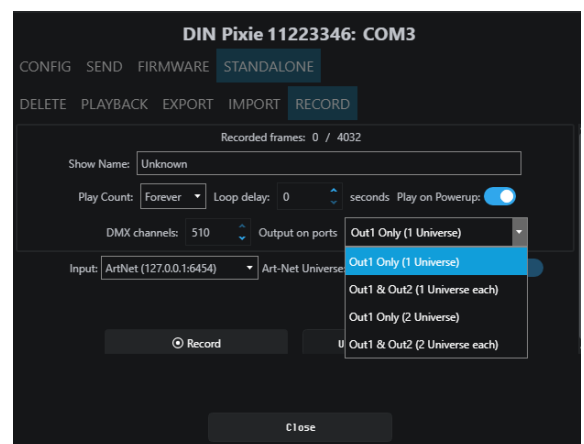 DIN Pixie 11223346: COM3
CONFIG SEND FIRMWARE STANDALONE
DELETE PLAYBACK EXPORT IMPORT RECORD
Recorded frames: 0 / 4032
Show Name: Unknown
Play Count: Forever Loop delay: 0 seconds Play on Powerup:
DMX channels: 510 Output on ports Out1 Only (1 Universe)
Out1 Only (1 Universe)
Input: ArtNet (127.0.0.1:6454) Art-Net Universe:
Out1 & Out2 (1 Universe each)
Out1 Only (2 Universe)
Record
Out1 & Out2 (2 Universe each)
Close